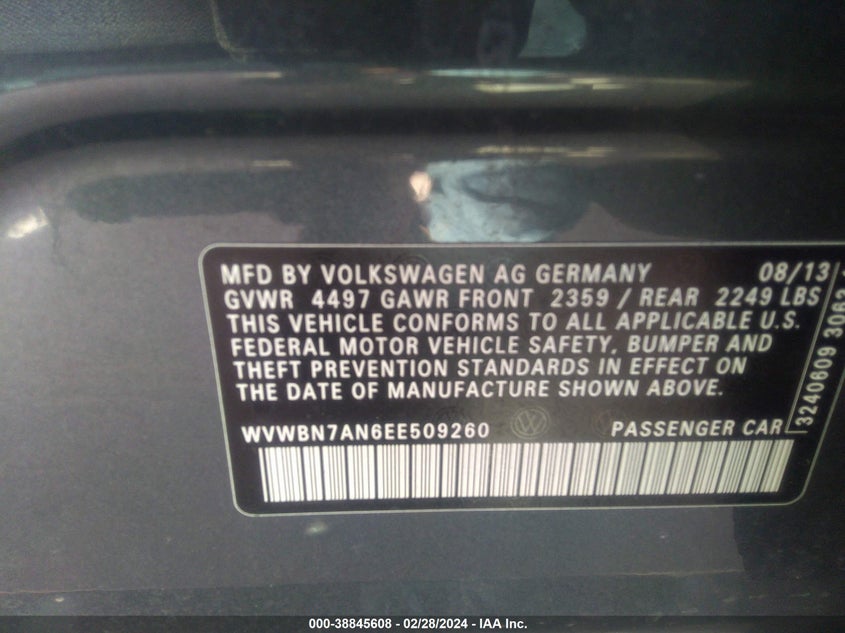 MFD BY VOLKSWAGEN AG GERMANY 08/13
GVWR 4497 GAWR FRONT 2359 / REAR 2249 LBS
THIS VEHICLE CONFORMS TO ALL APPLICABLE U.S.
FEDERAL MOTOR VEHICLE SAFETY, BUMPER AND
THEFT PREVENTION STANDARDS IN EFFECT ON
THE DATE OF MANUFACTURE SHOWN ABOVE.
WVWBN7AN6EE509260 PASSENGER CAR
3240609 3063
000-38845608 - 02/28/2024 - IAA Inc.